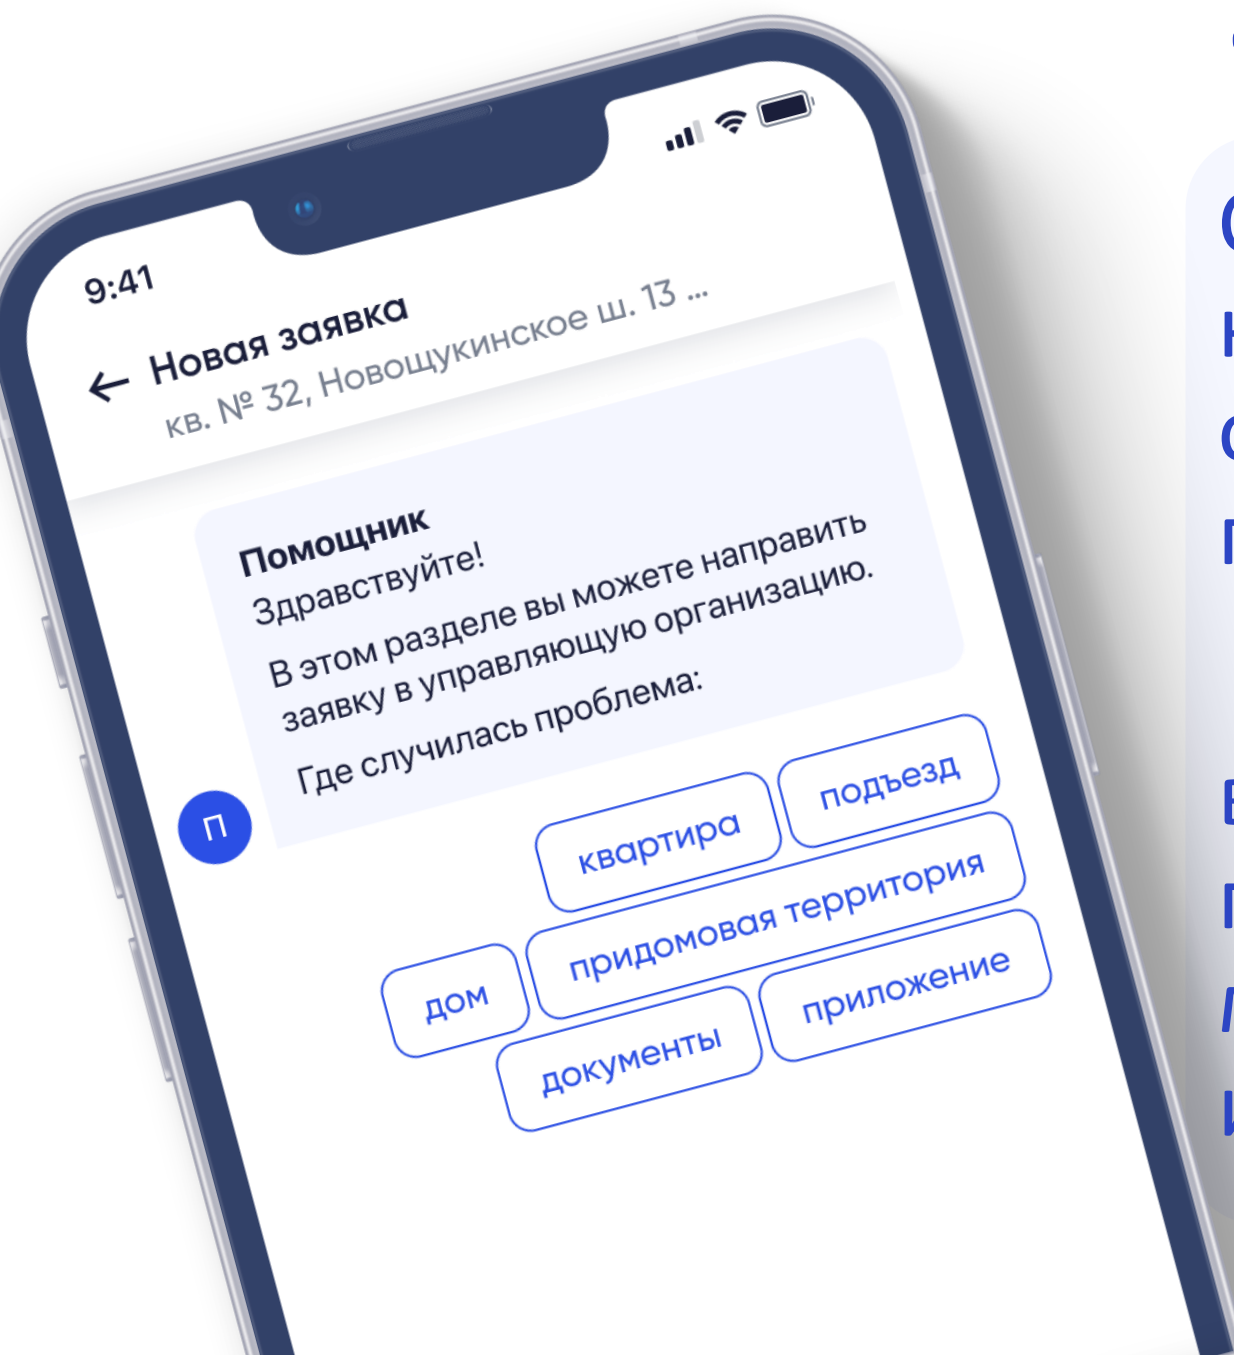 9:41
Новая заявка
кв. № 32, Новощукинское ш. 13 ...
Помощник
Здравствуйте!
В этом разделе вы можете направить
заявку в управляющую организацию.
Где случилась проблема:
П
квартира
подъезд
дом
придомовая территория
документы
приложение